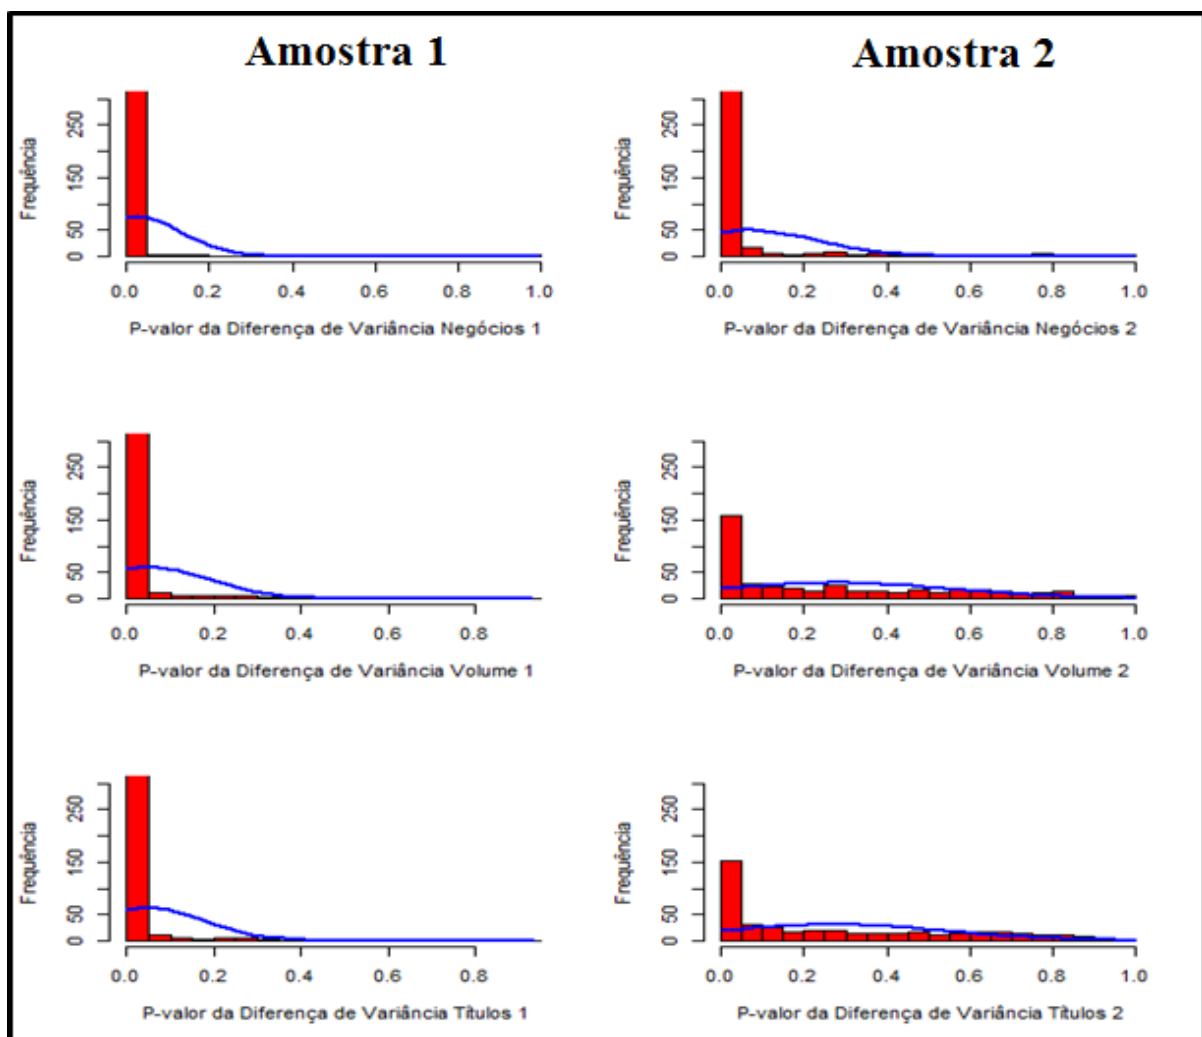 Amostra 1
Amostra 2
Frequência
0 50 150 250
0.0 0.2 0.4 0.6 0.8 1.0
P-valor da Diferença de Variância Negócios 1
Frequência
0 50 150 250
0.0 0.2 0.4 0.6 0.8 1.0
P-valor da Diferença de Variância Negócios 2
Frequência
0 50 150 250
0.0 0.2 0.4 0.6 0.8
P-valor da Diferença de Variância Volume 1
Frequência
0 50 150 250
0.0 0.2 0.4 0.6 0.8 1.0
P-valor da Diferença de Variância Volume 2
Frequência
0 50 150 250
0.0 0.2 0.4 0.6 0.8
P-valor da Diferença de Variância Títulos 1
Frequência
0 50 150 250
0.0 0.2 0.4 0.6 0.8 1.0
P-valor da Diferença de Variância Títulos 2